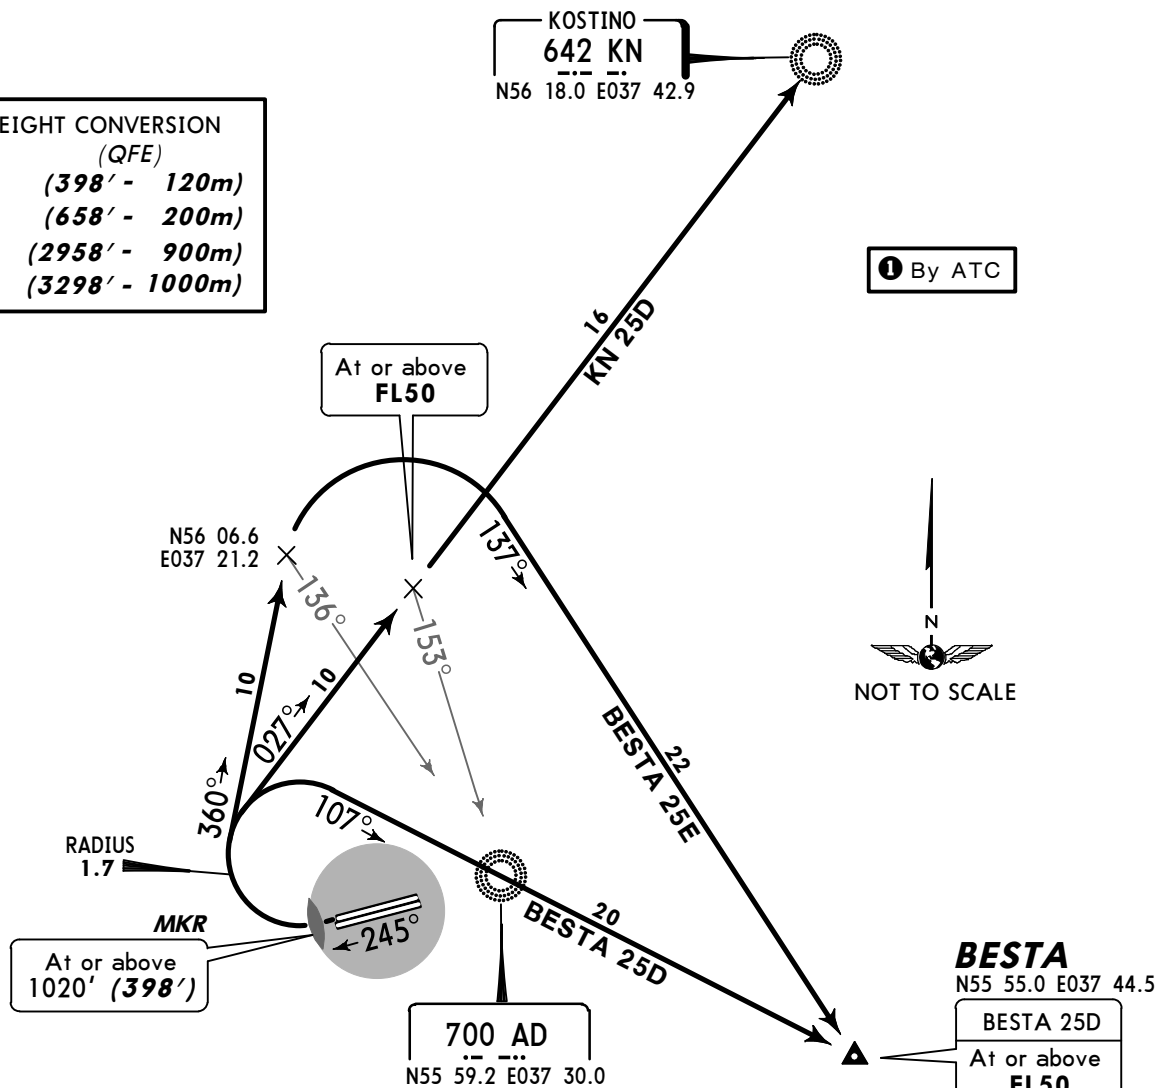 KOSTINO
642 KN
N56 18.0 E037 42.9
EIGHT CONVERSION
(QFE)
(398' - 120m)
(658' - 200m)
(2958' - 900m)
(3298' - 1000m)
❶ By ATC
16
KN 25D
At or above
FL50
N56 06.6
E037 21.2
137°
136°
153°
N
NOT TO SCALE
10
10
027°
360°
22
BESTA 25E
107°
RADIUS
1.7
MKR
At or above
1020' (398')
245°
20
BESTA 25D
700 AD
N55 59.2 E037 30.0
BESTA
N55 55.0 E037 44.5
BESTA 25D
At or above
FL50